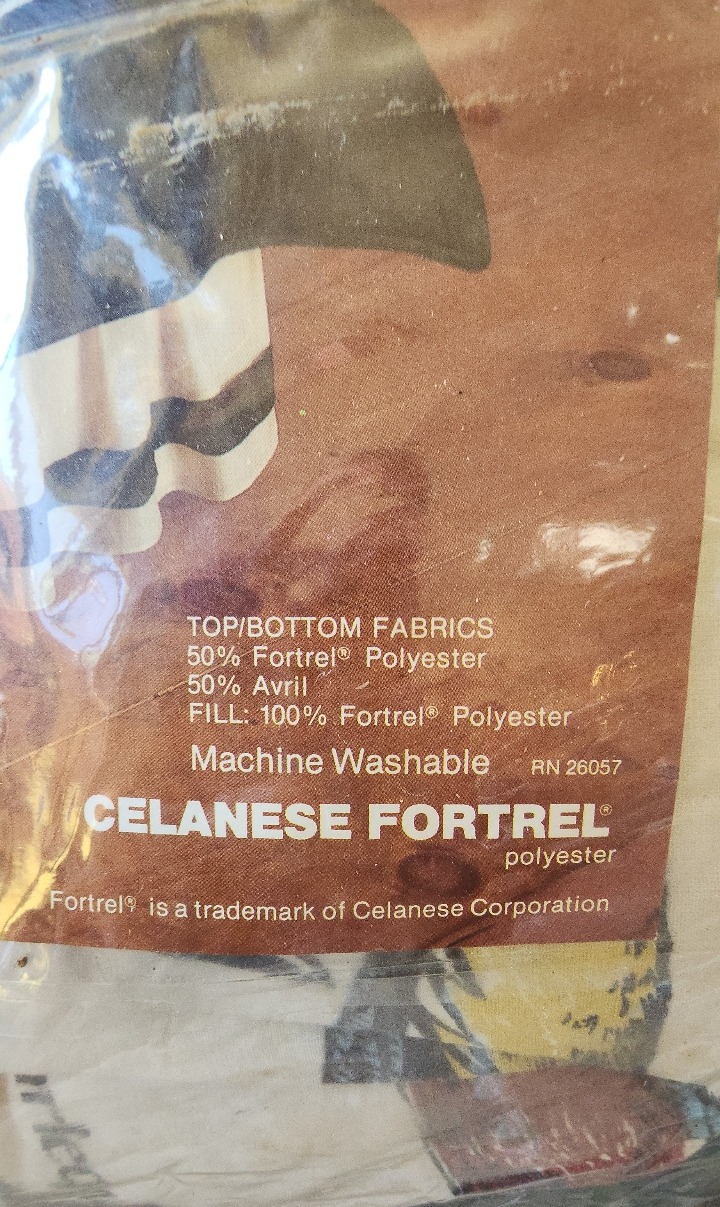 TOP/BOTTOM FABRICS
50% Fortrel® Polyester
50% Avril
FILL: 100% Fortrel® Polyester
Machine Washable RN 26057
CELANESE FORTREL®
polyester
Fortrel® is a trademark of Celanese Corporation